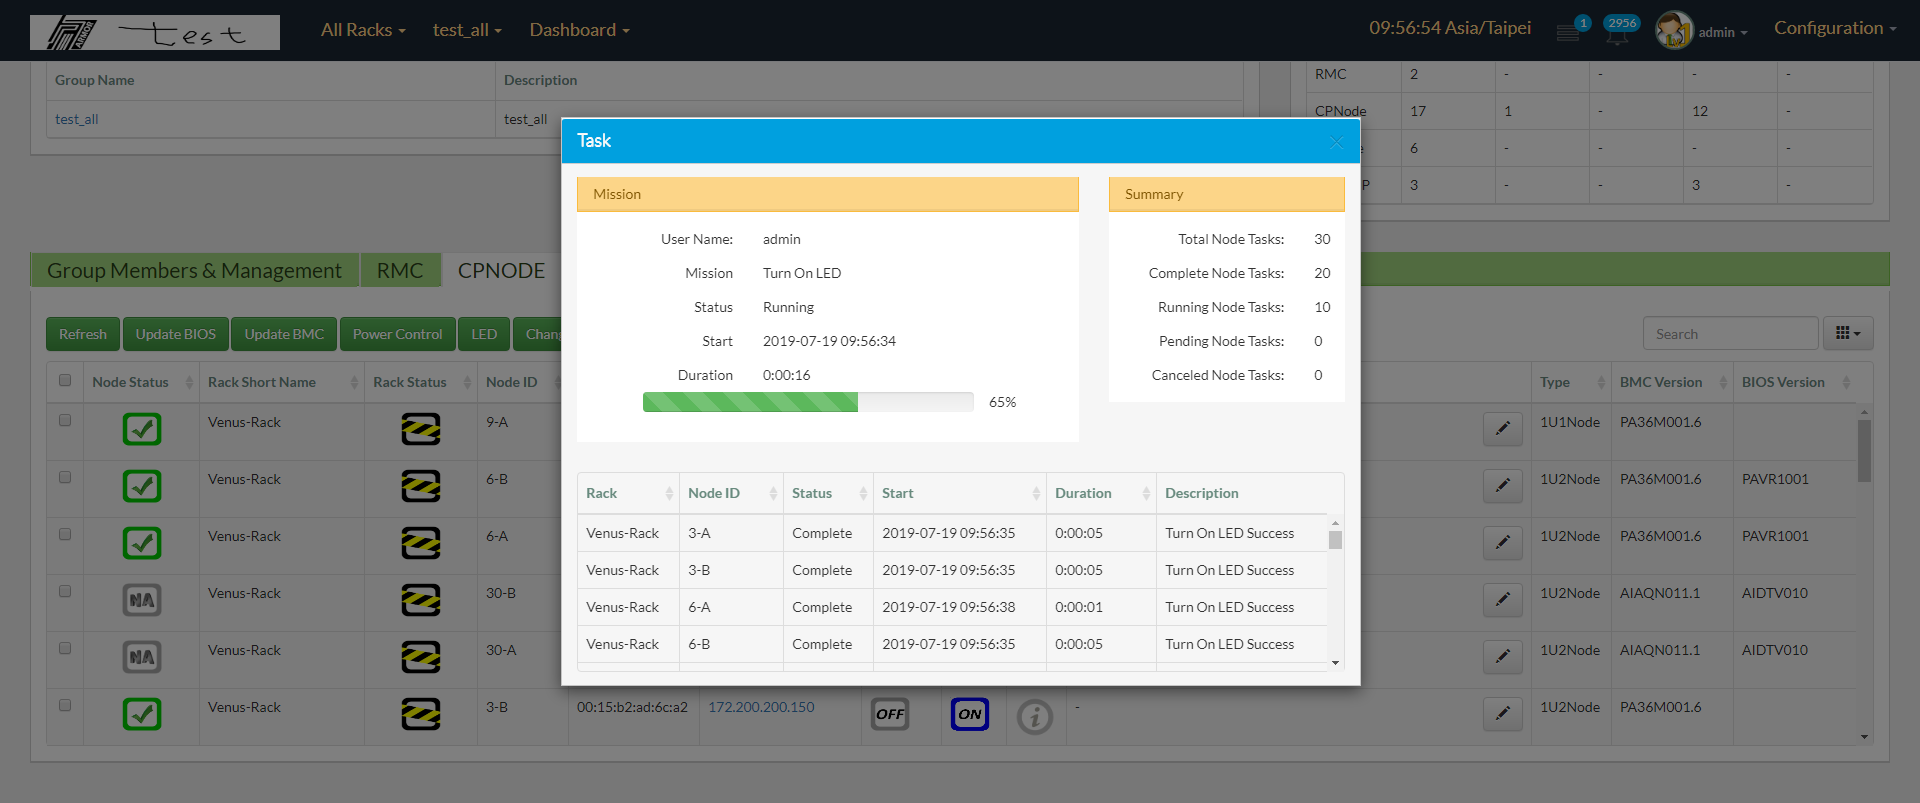 ARMOR test All Racks test_all Dashboard 09:56:54 Asia/Taipei 1 2956 admin Configuration
Group Name Description
test_all test_all
RMC 2 - - - -
CPNode 17 1 - 12 -
6 - - - -
3 - - 3 -
Group Members & Management RMC CPNODE
Refresh Update BIOS Update BMC Power Control LED Search
Node Status Rack Short Name Rack Status Node ID Type BMC Version BIOS Version
Venus-Rack 9-A 1U1Node PA36M001.6
Venus-Rack 6-B 1U2Node PA36M001.6 PAVR1001
Venus-Rack 6-A 1U2Node PA36M001.6 PAVR1001
NA Venus-Rack 30-B 1U2Node AIAQN011.1 AIDTV010
NA Venus-Rack 30-A 1U2Node AIAQN011.1 AIDTV010
Venus-Rack 3-B 00:15:b2:ad:6c:a2 172.200.200.150 OFF ON i - 1U2Node PA36M001.6
Task
Mission
User Name: admin
Mission Turn On LED
Status Running
Start 2019-07-19 09:56:34
Duration 0:00:16
65%
Summary
Total Node Tasks: 30
Complete Node Tasks: 20
Running Node Tasks: 10
Pending Node Tasks: 0
Canceled Node Tasks: 0
Rack Node ID Status Start Duration Description
Venus-Rack 3-A Complete 2019-07-19 09:56:35 0:00:05 Turn On LED Success
Venus-Rack 3-B Complete 2019-07-19 09:56:35 0:00:05 Turn On LED Success
Venus-Rack 6-A Complete 2019-07-19 09:56:38 0:00:01 Turn On LED Success
Venus-Rack 6-B Complete 2019-07-19 09:56:35 0:00:05 Turn On LED Success